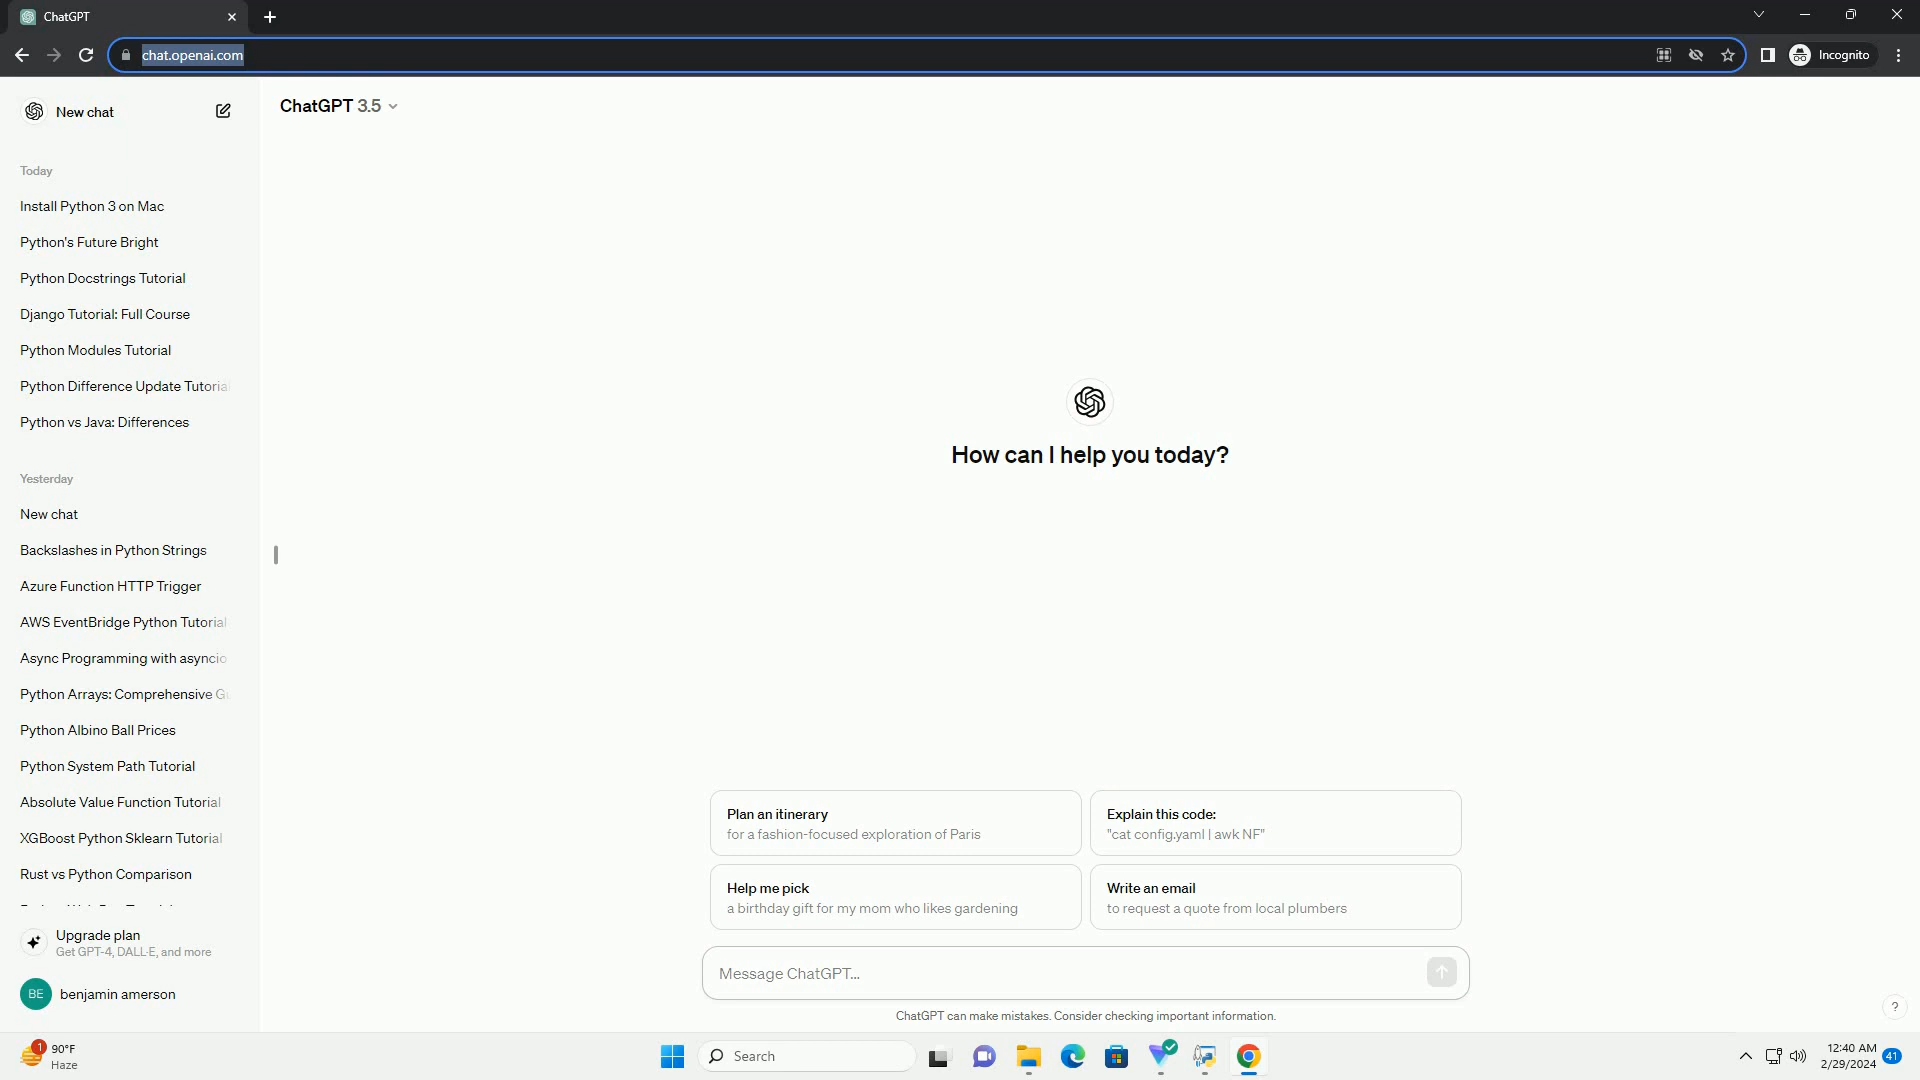 ChatGPT
chat.openai.com
Incognito
New chat
ChatGPT 3.5
Today
Install Python 3 on Mac
Python's Future Bright
Python Docstrings Tutorial
Django Tutorial: Full Course
Python Modules Tutorial
Python Difference Update Tutoria
Python vs Java: Differences
Yesterday
New chat
Backslashes in Python Strings
Azure Function HTTP Trigger
AWS EventBridge Python Tutorial
Async Programming with asyncio
Python Arrays: Comprehensive Gu
Python Albino Ball Prices
Python System Path Tutorial
Absolute Value Function Tutorial
XGBoost Python Sklearn Tutorial
Rust vs Python Comparison
Upgrade plan
Get GPT-4, DALL·E, and more
BE benjamin amerson
How can I help you today?
Plan an itinerary
for a fashion-focused exploration of Paris
Explain this code:
"cat config.yaml | awk NF"
Help me pick
a birthday gift for my mom who likes gardening
Write an email
to request a quote from local plumbers
Message ChatGPT...
ChatGPT can make mistakes. Consider checking important information.
?
1
90°F
Haze
Search
12:40 AM
2/29/2024
41